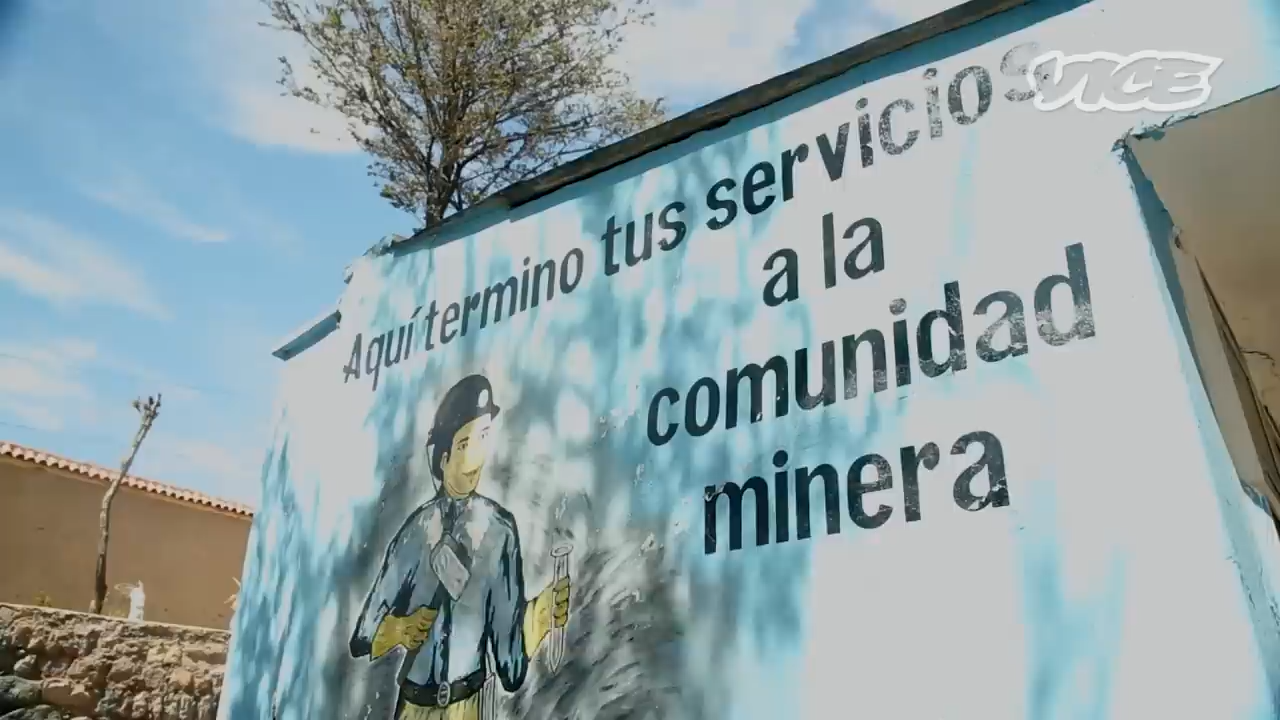 VICE
Aquí termino tus servicios
a la
comunidad
minera